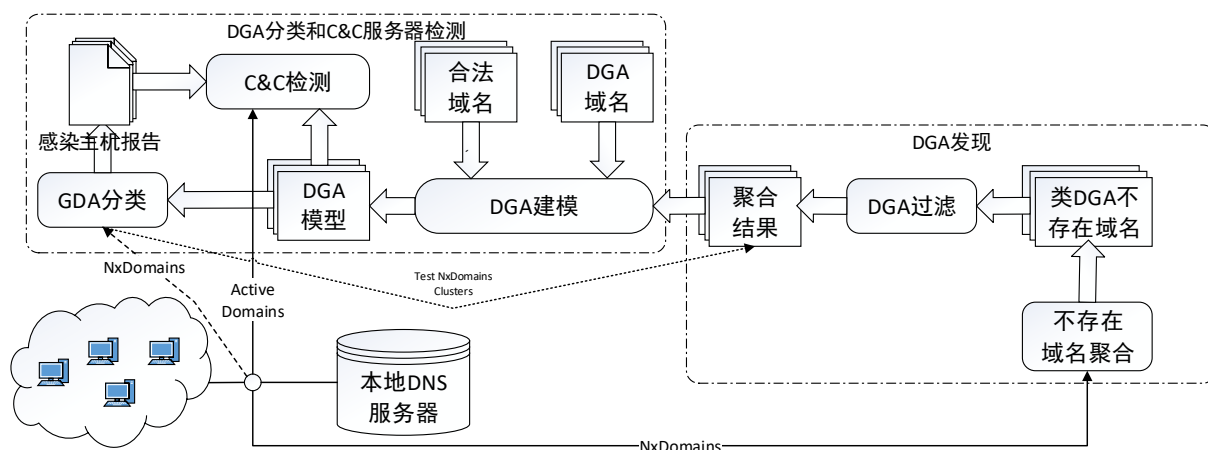 DGA分类和C&C服务器检测
C&C检测
合法
域名
DGA
域名
感染主机报告
GDA分类
DGA
模型
DGA建模
DGA发现
聚合
结果
DGA过滤
类DGA不
存在域名
不存在
域名聚合
NxDomains
Active
Domains
Test NxDomains
Clusters
本地DNS
服务器
NxDomains